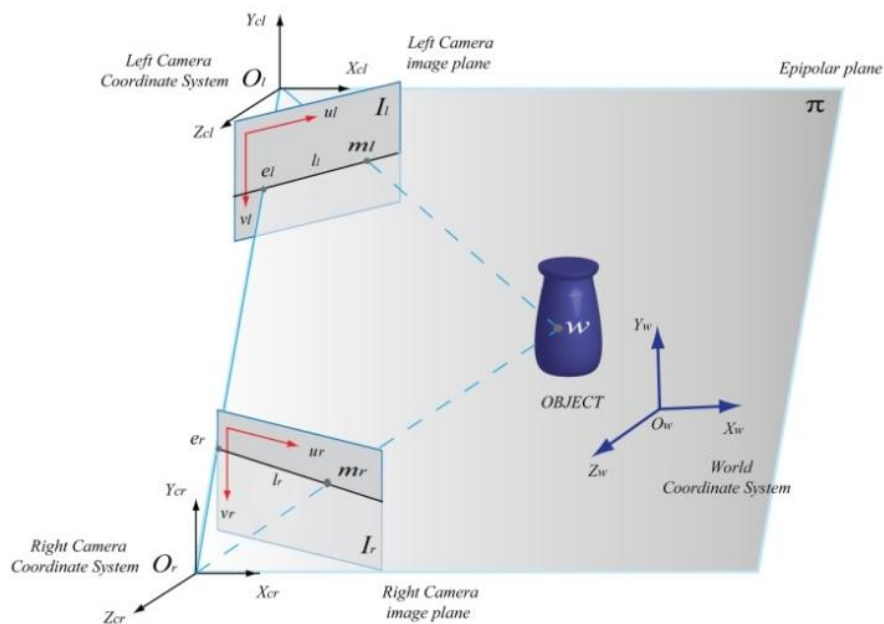 Ycl
Left Camera
Coordinate System
Ol
Xcl
Left Camera
image plane
Epipolar plane
π
Zcl
ul
Il
ml
el
ll
vl
w
Yw
OBJECT
Ow
Xw
Zw
World
Coordinate System
er
ur
mr
lr
Ycr
vr
Ir
Right Camera
Coordinate System
Or
Xcr
Right Camera
image plane
Zcr